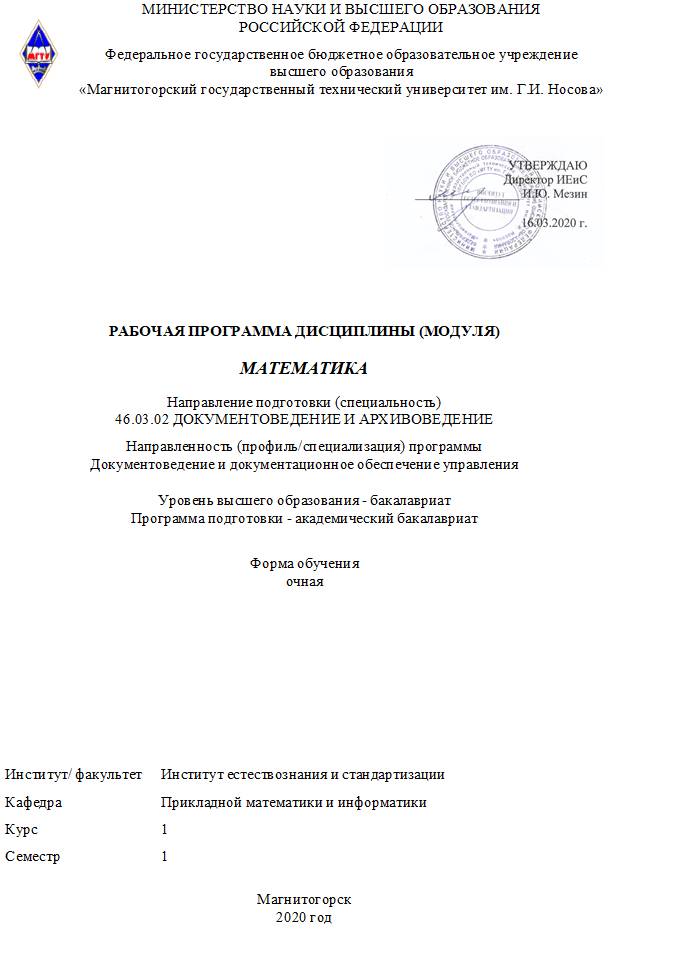 МИНИСТЕРСТВО НАУКИ И ВЫСШЕГО ОБРАЗОВАНИЯ
РОССИЙСКОЙ ФЕДЕРАЦИИ
МГТУ
Федеральное государственное бюджетное образовательное учреждение
высшего образования
«Магнитогорский государственный технический университет им. Г.И. Носова»
УТВЕРЖДАЮ
Директор ИЕиС
И.Ю. Мезин
16.03.2020 г.
РАБОЧАЯ ПРОГРАММА ДИСЦИПЛИНЫ (МОДУЛЯ)
МАТЕМАТИКА
Направление подготовки (специальность)
46.03.02 ДОКУМЕНТОВЕДЕНИЕ И АРХИВОВЕДЕНИЕ
Направленность (профиль/специализация) программы
Документоведение и документационное обеспечение управления
Уровень высшего образования - бакалавриат
Программа подготовки - академический бакалавриат
Форма обучения
очная
Институт/ факультет Институт естествознания и стандартизации
Кафедра Прикладной математики и информатики
Курс 1
Семестр 1
Магнитогорск
2020 год